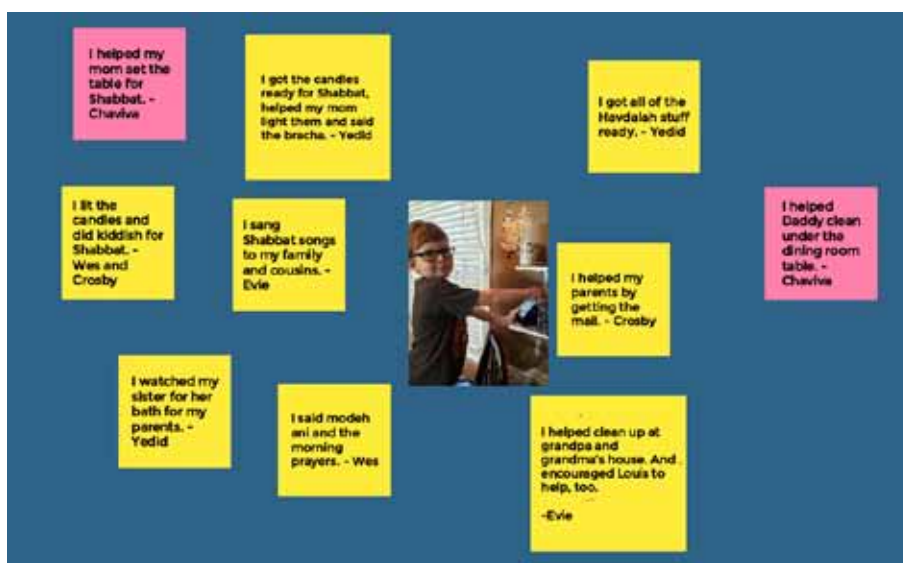 I helped my
mom set the
table for
Shabbat. -
Chaviva
I got the candles
ready for Shabbat,
helped my mom
light them and said
the bracha. - Yedid
I got all of the
Havdalah stuff
ready. - Yedid
I lit the
candles and
did kiddish for
Shabbat. -
Wes and
Crosby
I sang
Shabbat songs
to my family
and cousins. -
Evie
I helped my
parents by
getting the
mail. - Crosby
I helped
Daddy clean
under the
dining room
table. -
Chaviva
I watched my
sister for her
bath for my
parents. -
Yedid
I said modeh
ani and the
morning
prayers. - Wes
I helped clean up at
grandpa and
grandma's house. And
encouraged Louis to
help, too.
-Evie